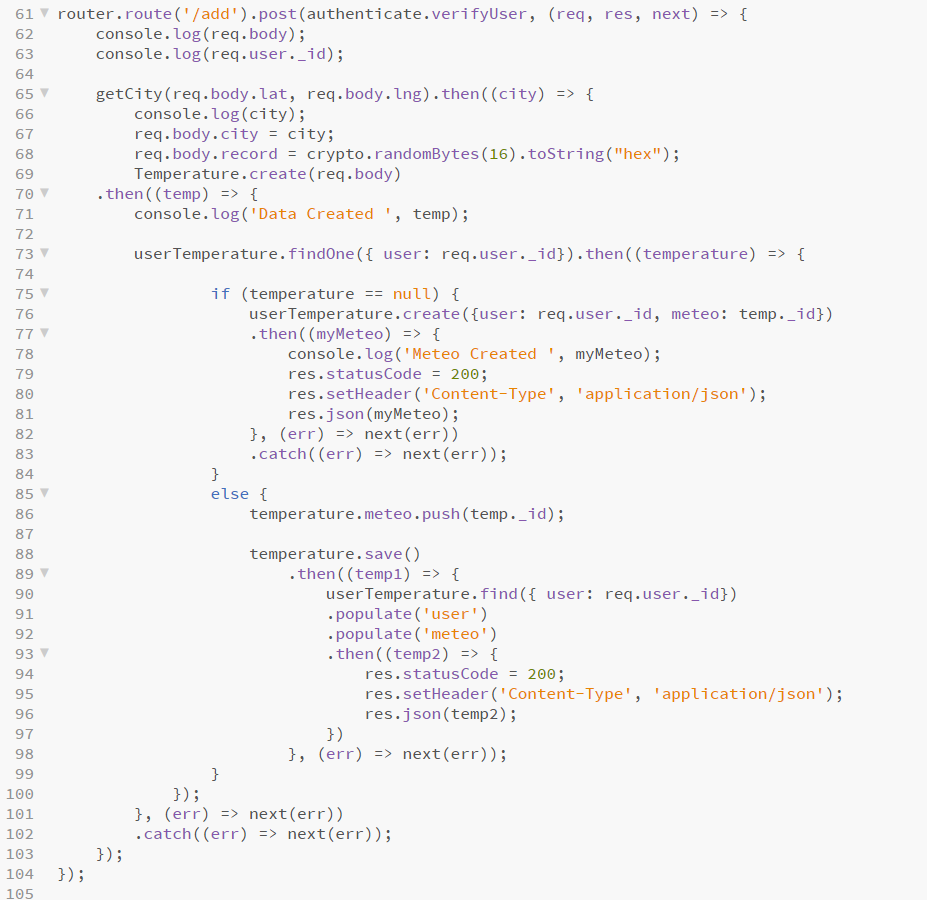 61 router.route('/add').post(authenticate.verifyUser, (req, res, next) => {
62     console.log(req.body);
63     console.log(req.user._id);
64
65     getCity(req.body.lat, req.body.lng).then((city) => {
66         console.log(city);
67         req.body.city = city;
68         req.body.record = crypto.randomBytes(16).toString("hex");
69         Temperature.create(req.body)
70     .then((temp) => {
71         console.log('Data Created ', temp);
72
73         userTemperature.findOne({ user: req.user._id}).then((temperature) => {
74
75                 if (temperature == null) {
76                     userTemperature.create({user: req.user._id, meteo: temp._id})
77                     .then((myMeteo) => {
78                         console.log('Meteo Created ', myMeteo);
79                         res.statusCode = 200;
80                         res.setHeader('Content-Type', 'application/json');
81                         res.json(myMeteo);
82                     }, (err) => next(err))
83                     .catch((err) => next(err));
84                 }
85                 else {
86                     temperature.meteo.push(temp._id);
87
88                     temperature.save()
89                         .then((temp1) => {
90                             userTemperature.find({ user: req.user._id})
91                             .populate('user')
92                             .populate('meteo')
93                             .then((temp2) => {
94                                 res.statusCode = 200;
95                                 res.setHeader('Content-Type', 'application/json');
96                                 res.json(temp2);
97                             })
98                         }, (err) => next(err));
99                 }
100             });
101         }, (err) => next(err))
102         .catch((err) => next(err));
103     });
104 });
105